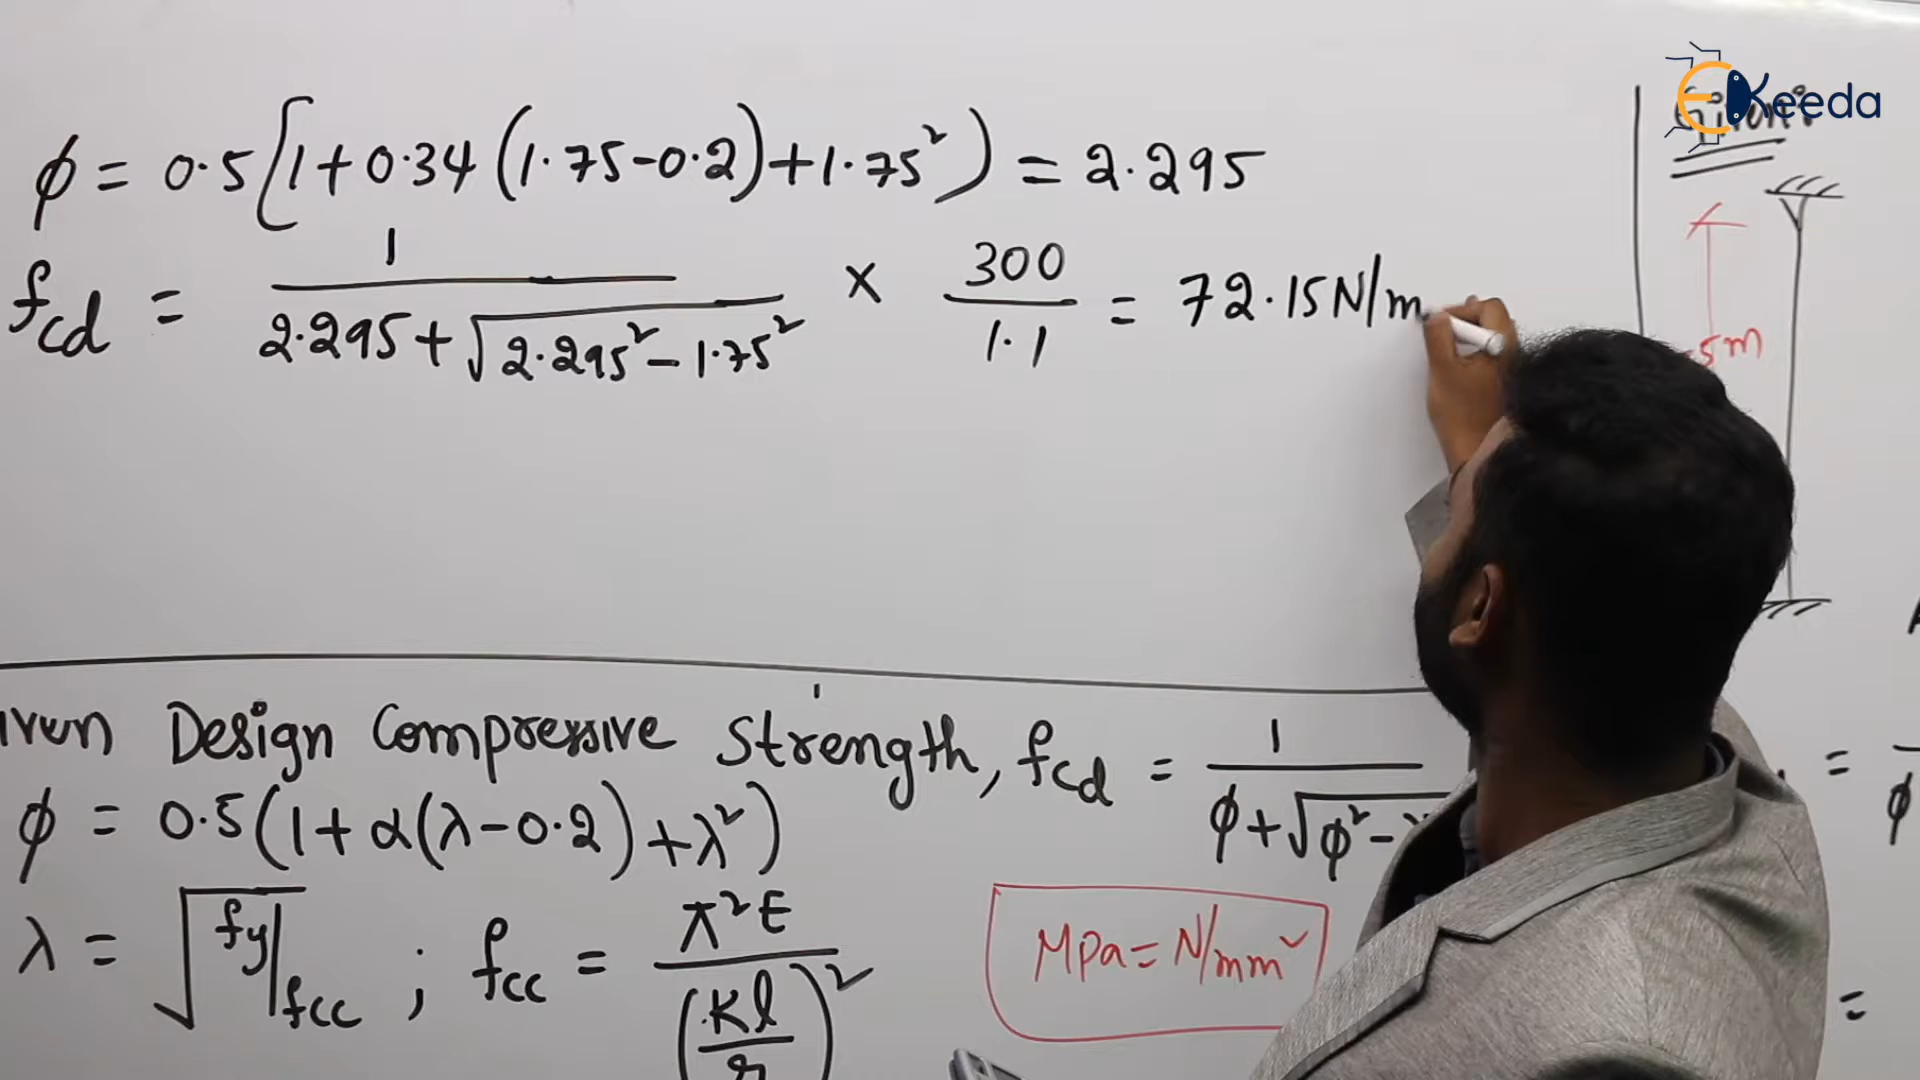 EKeeda
Given:
ϕ = 0.5[1+0.34(1.75-0.2)+1.75²) = 2.295
fcd = 1/(2.295+√(2.295²-1.75²)) × 300/1.1 = 72.15N/m
5m
Design Compressive Strength, fcd = 1/(ϕ+√(ϕ²-
ϕ = 0.5(1+α(λ-0.2)+λ²)
λ = √(fy/fcc) ; fcc = π²E/(Kl/r)²
MPa = N/mm²
= 
ϕ
=